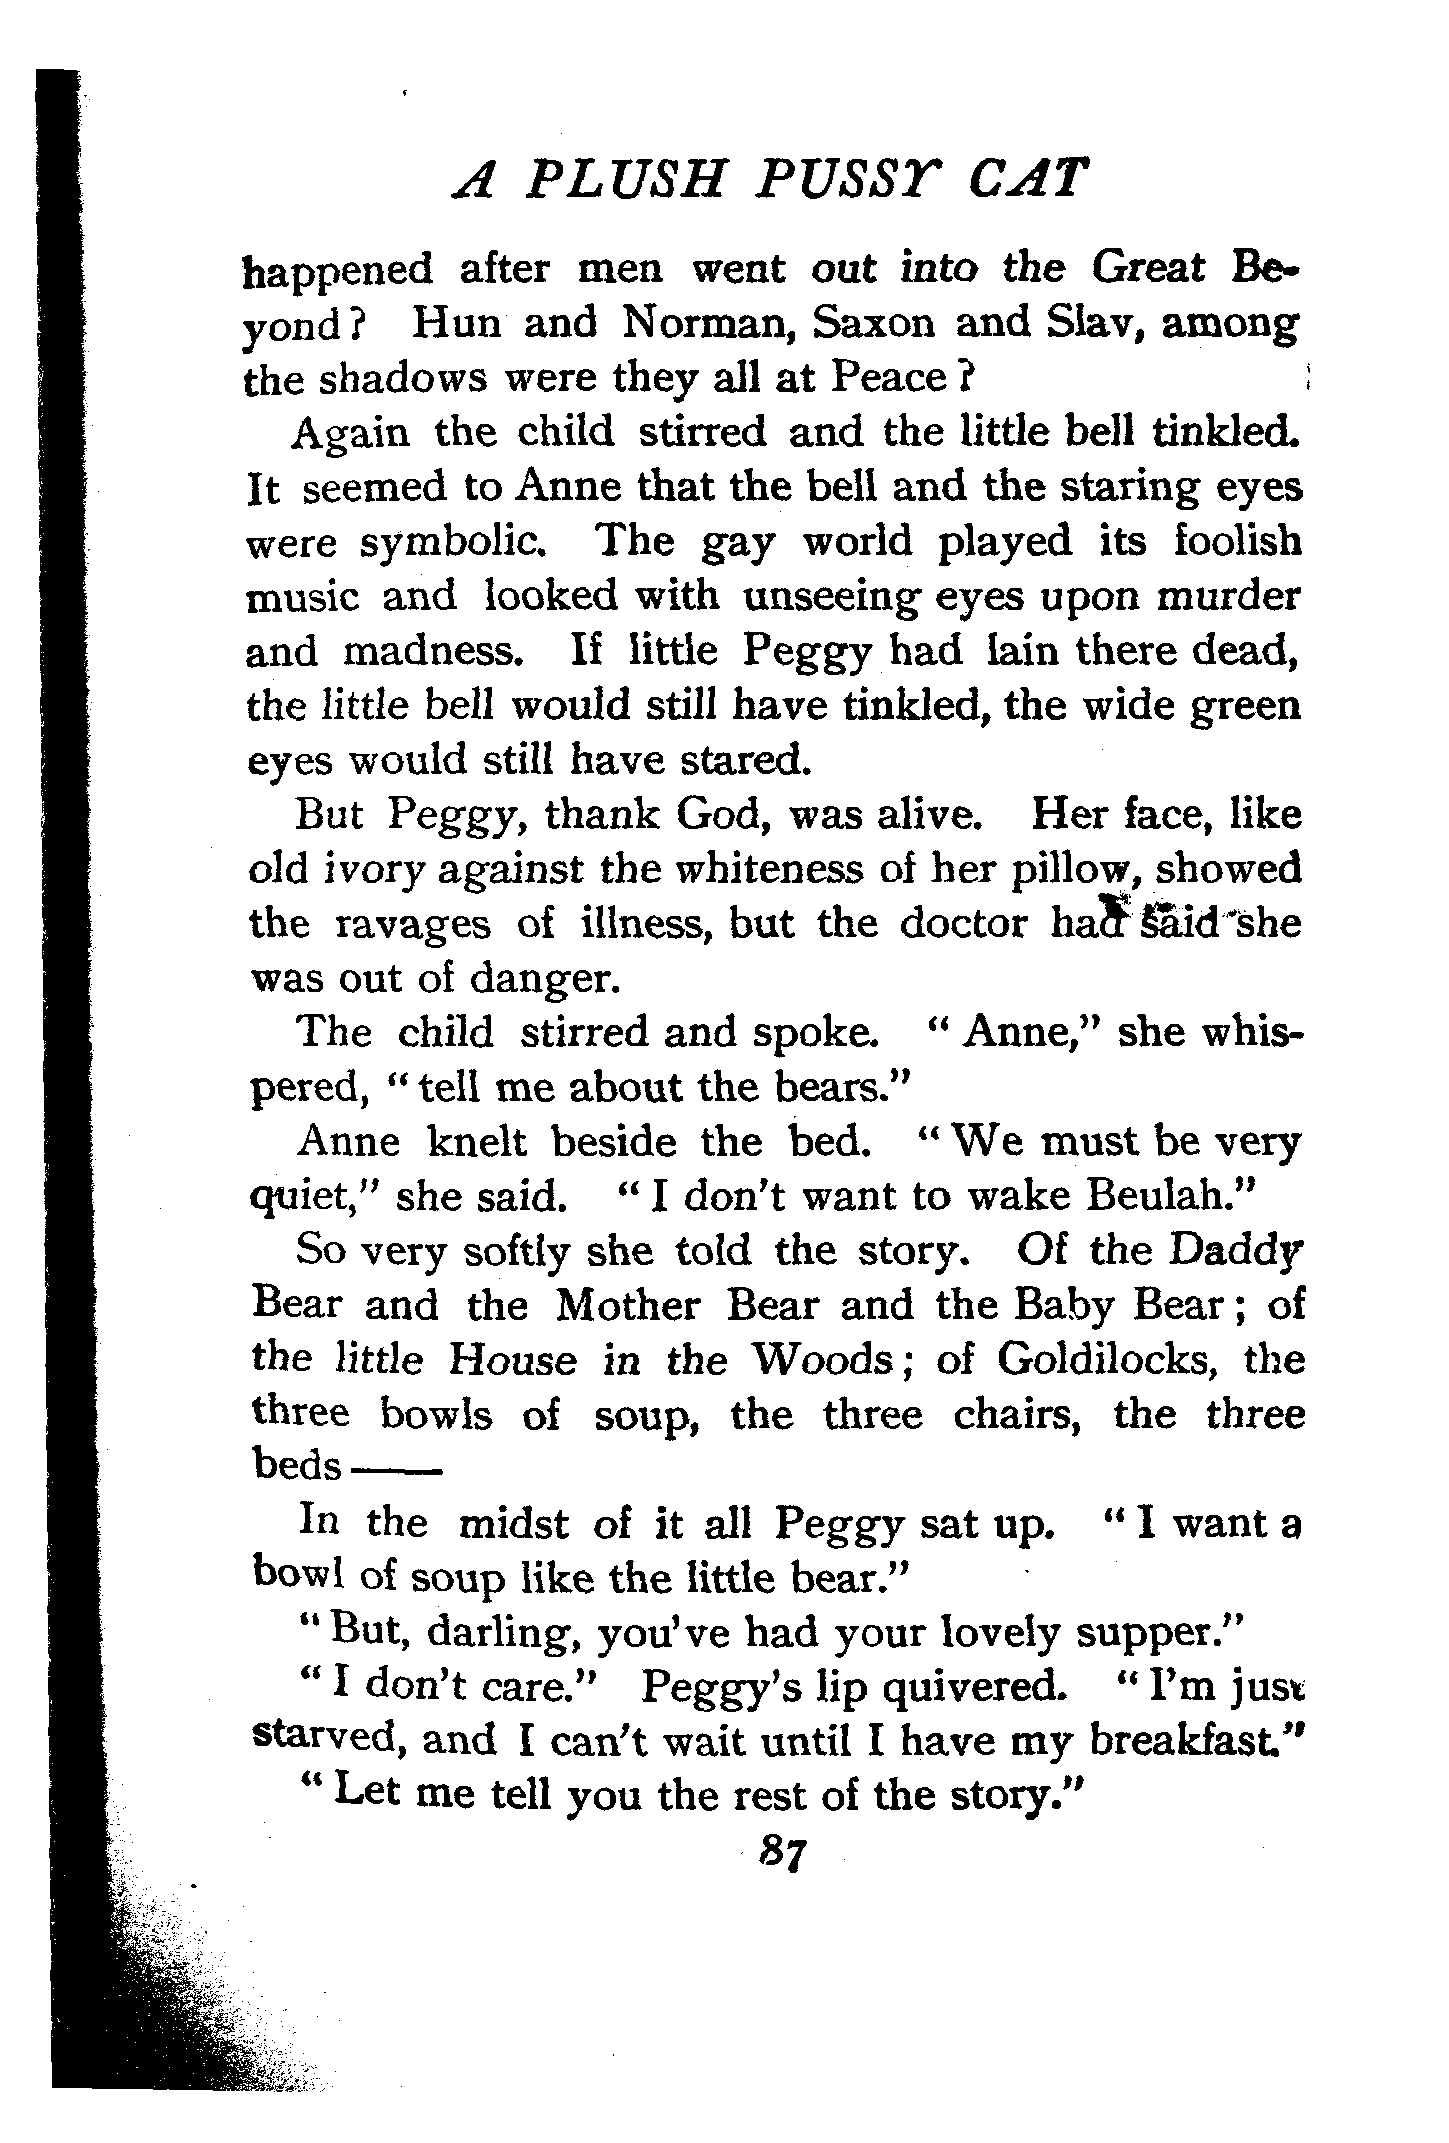 A PLUSH PUSSY CAT
happened after men went out into the Great Be-
yond? Hun and Norman, Saxon and Slav, among
the shadows were they all at Peace?
Again the child stirred and the little bell tinkled.
It seemed to Anne that the bell and the staring eyes
were symbolic. The gay world played its foolish
music and looked with unseeing eyes upon murder
and madness. If little Peggy had lain there dead,
the little bell would still have tinkled, the wide green
eyes would still have stared.
But Peggy, thank God, was alive. Her face, like
old ivory against the whiteness of her pillow, showed
the ravages of illness, but the doctor had said she
was out of danger.
The child stirred and spoke. "Anne," she whis-
pered, "tell me about the bears."
Anne knelt beside the bed. "We must be very
quiet," she said. "I don't want to wake Beulah."
So very softly she told the story. Of the Daddy
Bear and the Mother Bear and the Baby Bear; of
the little House in the Woods; of Goldilocks, the
three bowls of soup, the three chairs, the three
beds——
In the midst of it all Peggy sat up. "I want a
bowl of soup like the little bear."
"But, darling, you've had your lovely supper."
"I don't care." Peggy's lip quivered. "I'm just
starved, and I can't wait until I have my breakfast."
"Let me tell you the rest of the story."
87